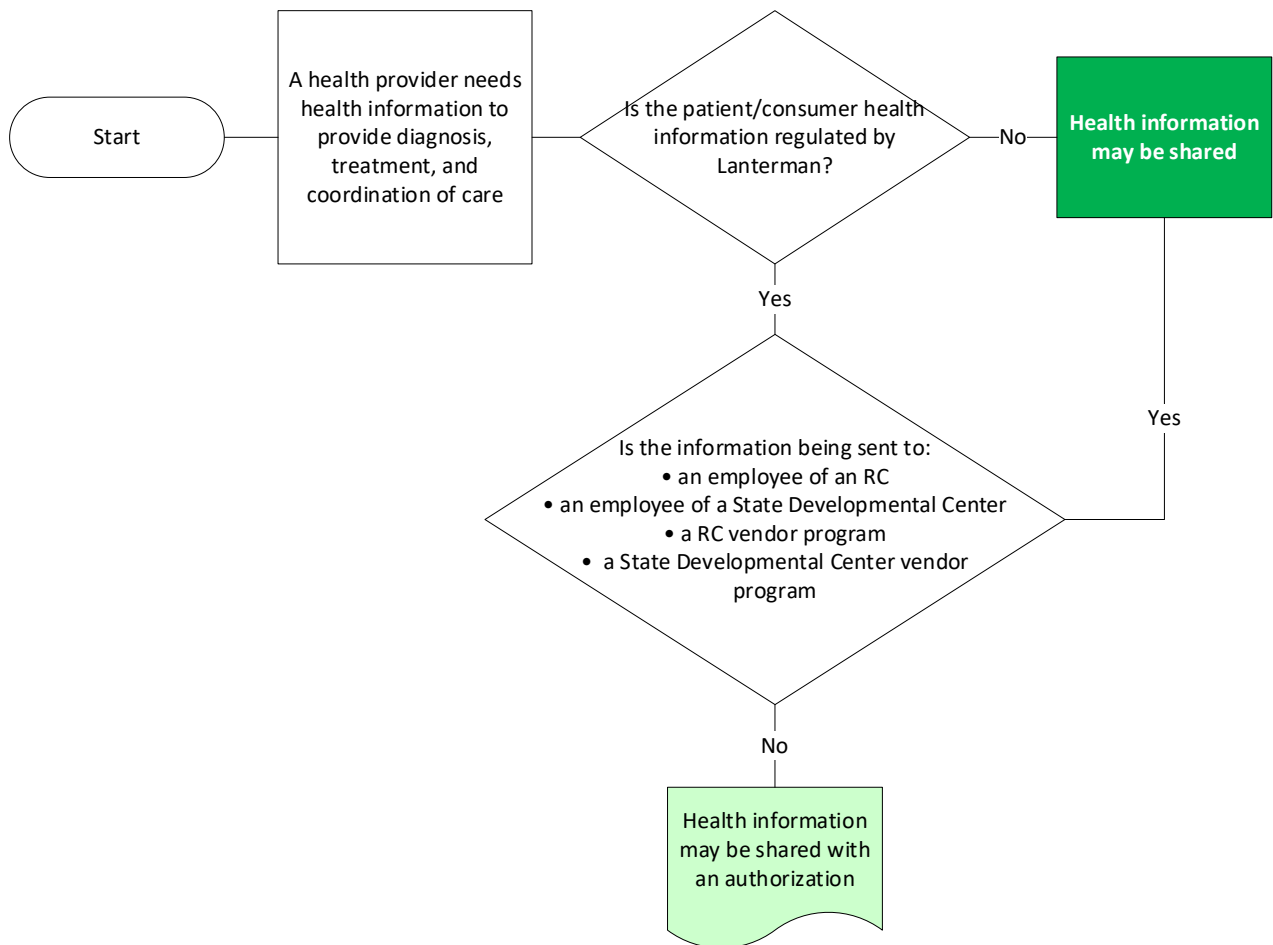 Start
A health provider needs
health information to
provide diagnosis,
treatment, and
coordination of care
Is the patient/consumer health
information regulated by
Lanterman?
No
Health information
may be shared
Yes
Is the information being sent to:
• an employee of an RC
• an employee of a State Developmental Center
• a RC vendor program
• a State Developmental Center vendor
program
Yes
No
Health information
may be shared with
an authorization